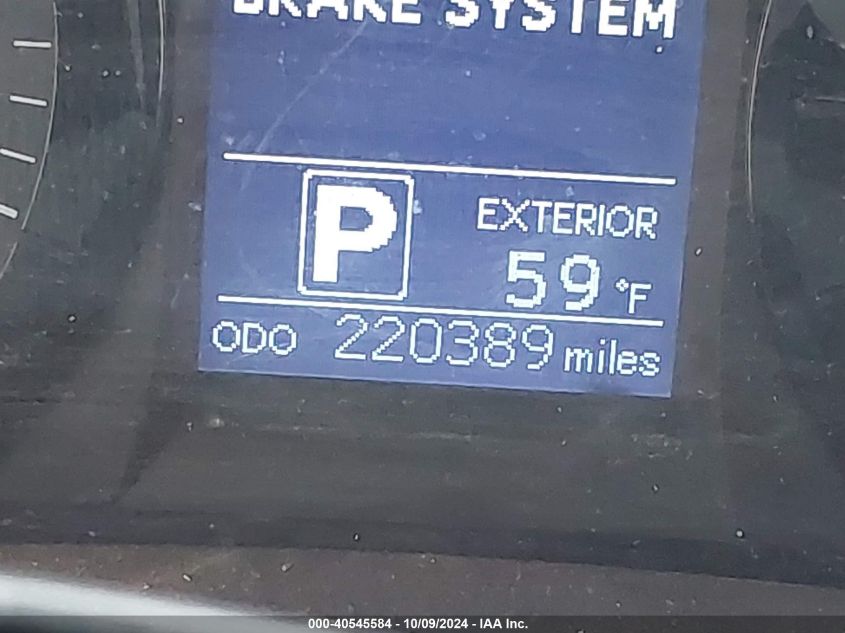 BRAKE SYSTEM
P
EXTERIOR
59 °F
ODO 220389 miles
000-40545584 - 10/09/2024 - IAA Inc.